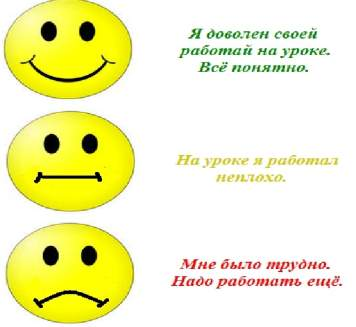 Я доволен своей
работай на уроке.
Всё понятно.
На уроке я работал
неплохо.
Мне было трудно.
Надо работать ещё.